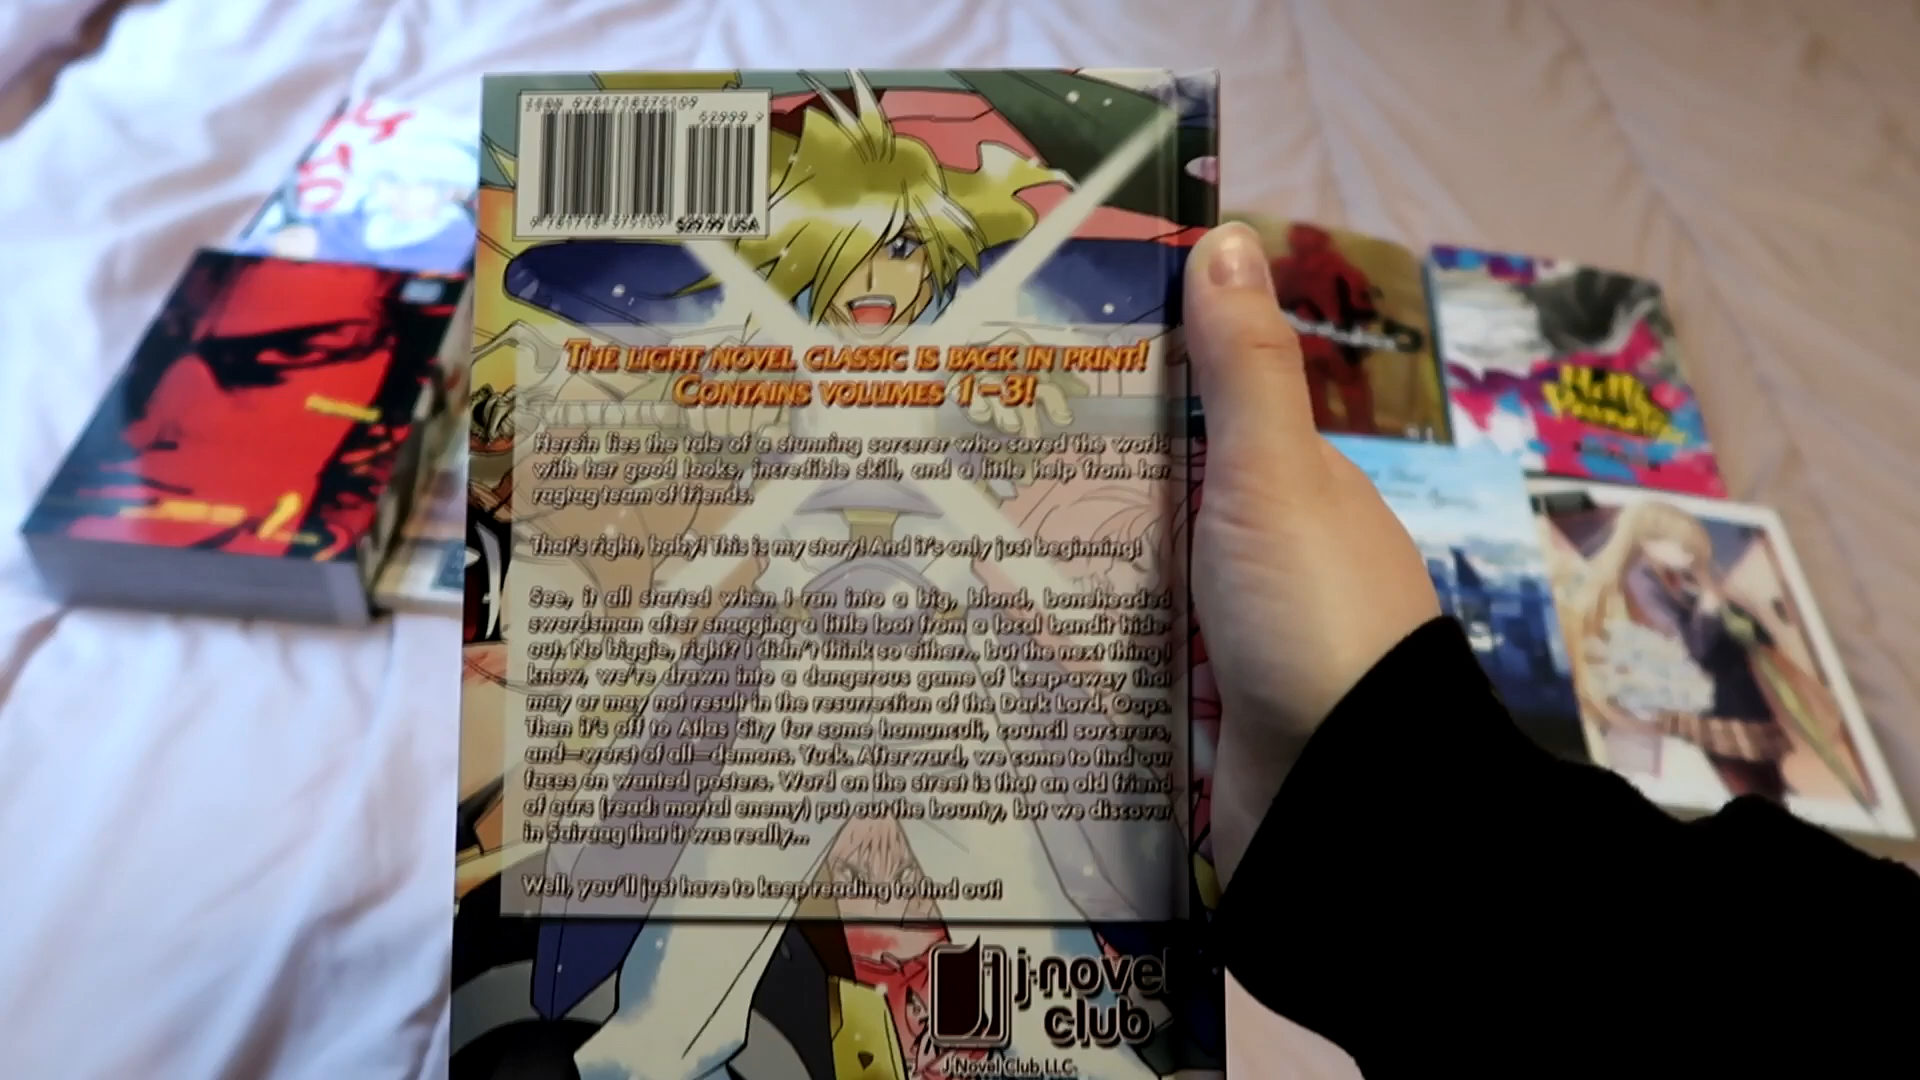 ISBN 9781718375109
52999
$29.99 USA
THE LIGHT NOVEL CLASSIC IS BACK IN PRINT!
CONTAINS VOLUMES 1–3!
Herein lies the tale of a stunning sorcerer who saved the world
with her good looks, incredible skill, and a little help from her
ragtag team of friends.
That's right, baby! This is my story! And it's only just beginning!
See, it all started when I ran into a big, blond, boneheaded
swordsman after snagging a little loot from a local bandit hide-
out. No biggie, right? I didn't think so either... but the next thing I
know, we're drawn into a dangerous game of keep-away that
may or may not result in the resurrection of the Dark Lord. Oops.
Then it's off to Atlas City for some homunculi, council sorcerers,
and—worst of all—demons. Yuck. Afterward, we come to find our
faces on wanted posters. Word on the street is that an old friend
of ours (read: mortal enemy) put out the bounty, but we discover
in Sairaag that it was really...
Well, you'll just have to keep reading to find out!
j-novel
club
J-Novel Club, LLC